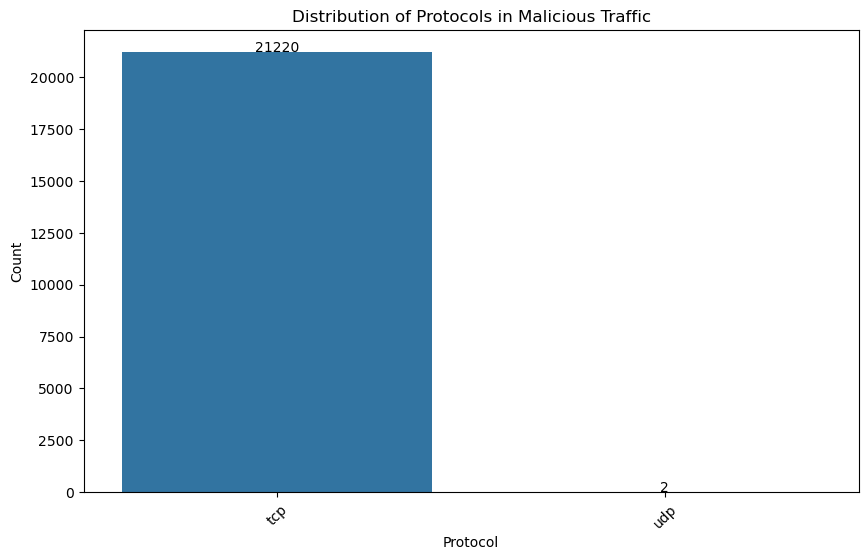 Distribution of Protocols in Malicious Traffic
21220
20000
17500
15000
12500
10000
7500
5000
2500
0
Count
2
tcp
udp
Protocol